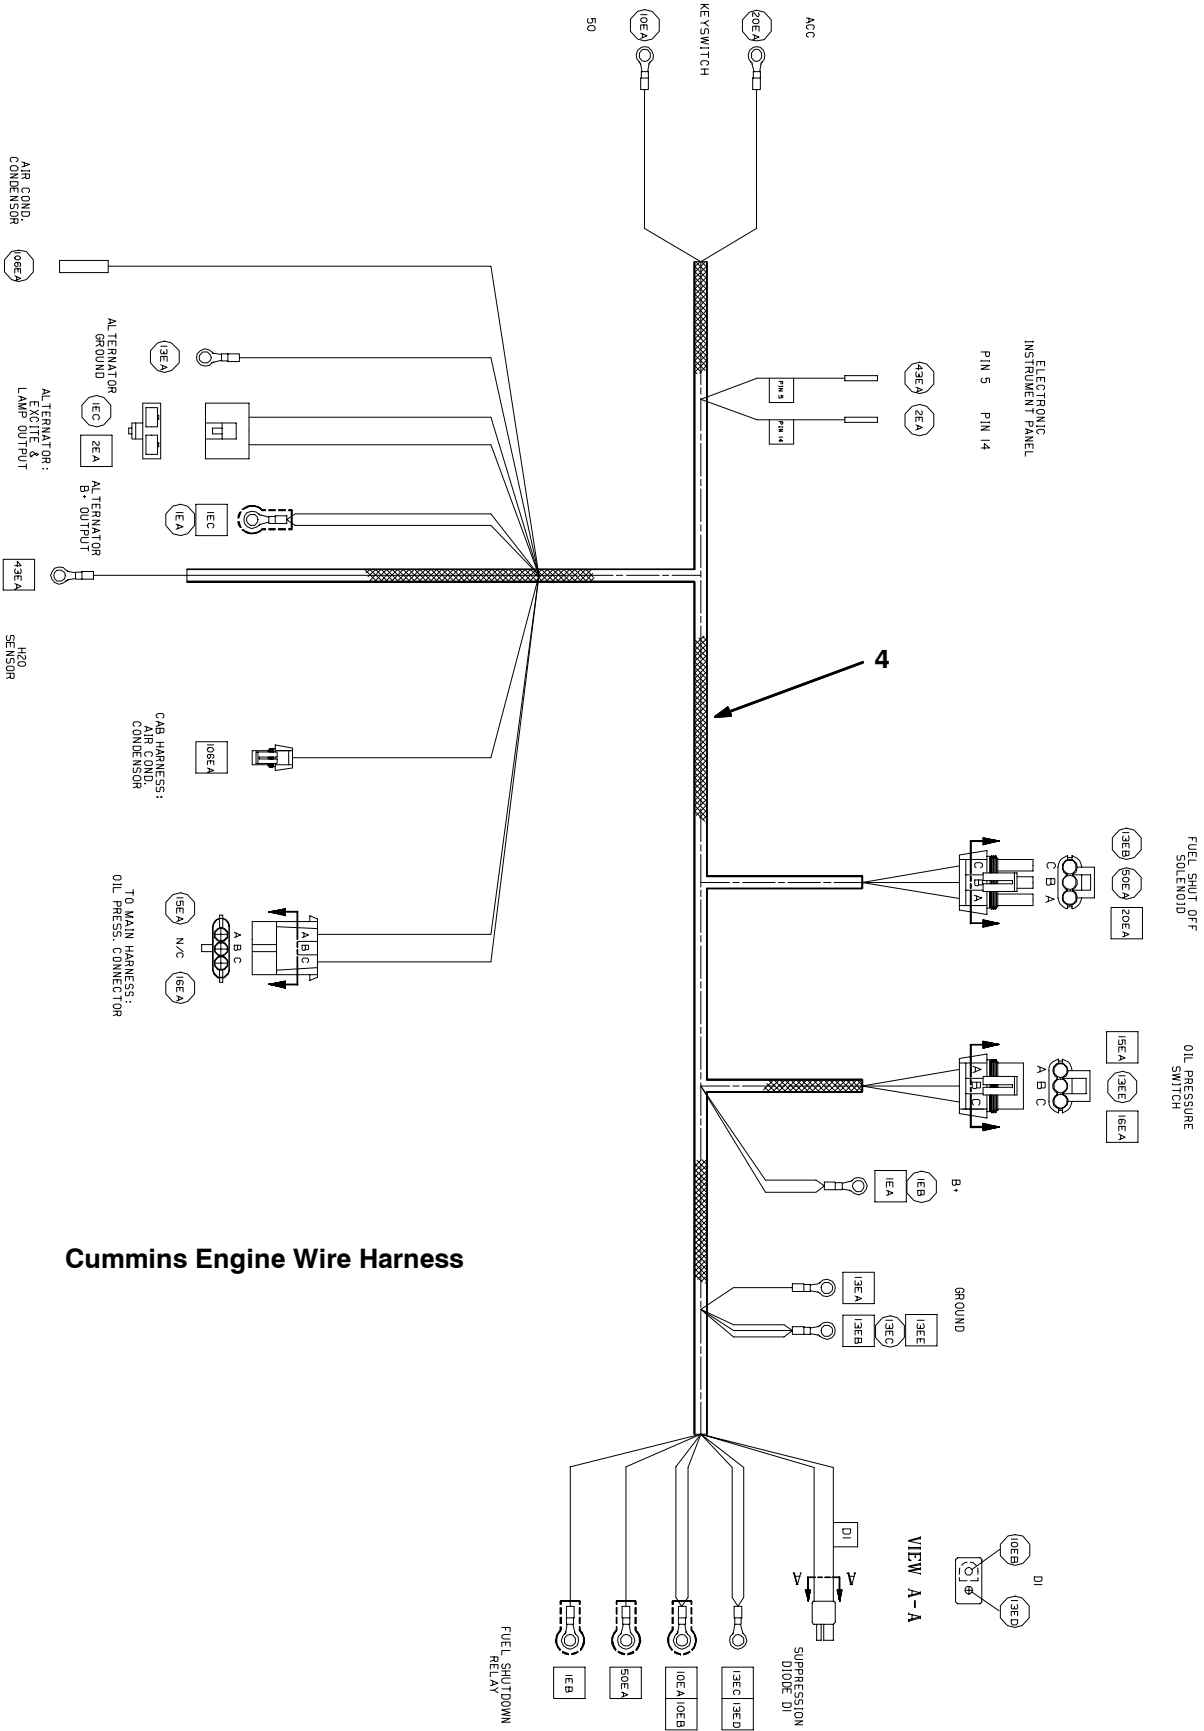 ACC
20EA
KEYSWITCH
10EA
50
ELECTRONIC
INSTRUMENT PANEL
PIN 5 PIN 14
43EA
2EA
PIN 5
PIN 14
AIR COND.
CONDENSOR
106EA
ALTERNATOR
GROUND
13EA
ALTERNATOR:
EXCITE &
LAMP OUTPUT
1EC
2EA
ALTERNATOR
B+ OUTPUT
1EA
1EC
43EA
H2O
SENSOR
4
CAB HARNESS:
AIR COND.
CONDENSOR
106EA
TO MAIN HARNESS:
OIL PRESS. CONNECTOR
15EA N/C 16EA
A B C
A B C
FUEL SHUT OFF
SOLENOID
13EB 50EA 20EA
C B A
C B A
OIL PRESSURE
SWITCH
15EA 13EE 16EA
A B C
A B C
B+
1EB
1EA
GROUND
13EA
13EE
13EC
13EB
Cummins Engine Wire Harness
D1
10EB
13ED
VIEW A-A
D1
A A
SUPPRESSION
DIODE D1
13EC 13ED
10EA 10EB
50EA
1EB
FUEL SHUTDOWN
RELAY